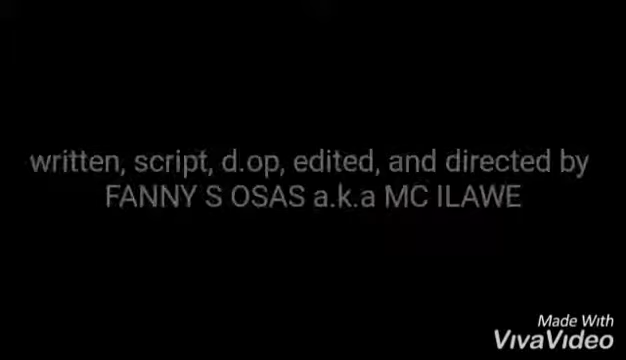 written, script, d.op, edited, and directed by
FANNY S OSAS a.k.a MC ILAWE
Made With
VivaVideo